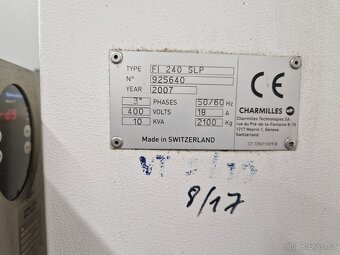 TYPE FI 240 SLP
N° 925640
YEAR 2007
3~ PHASES 50/60 Hz
400 VOLTS 18 A
10 KVA 2100 Kg
Made in SWITZERLAND
CE
CHARMILLES
Charmilles Technologies SA
rue du Pré-de-la-Fontaine 8-10
1217 Meyrin 1, Geneva
Switzerland
8/17